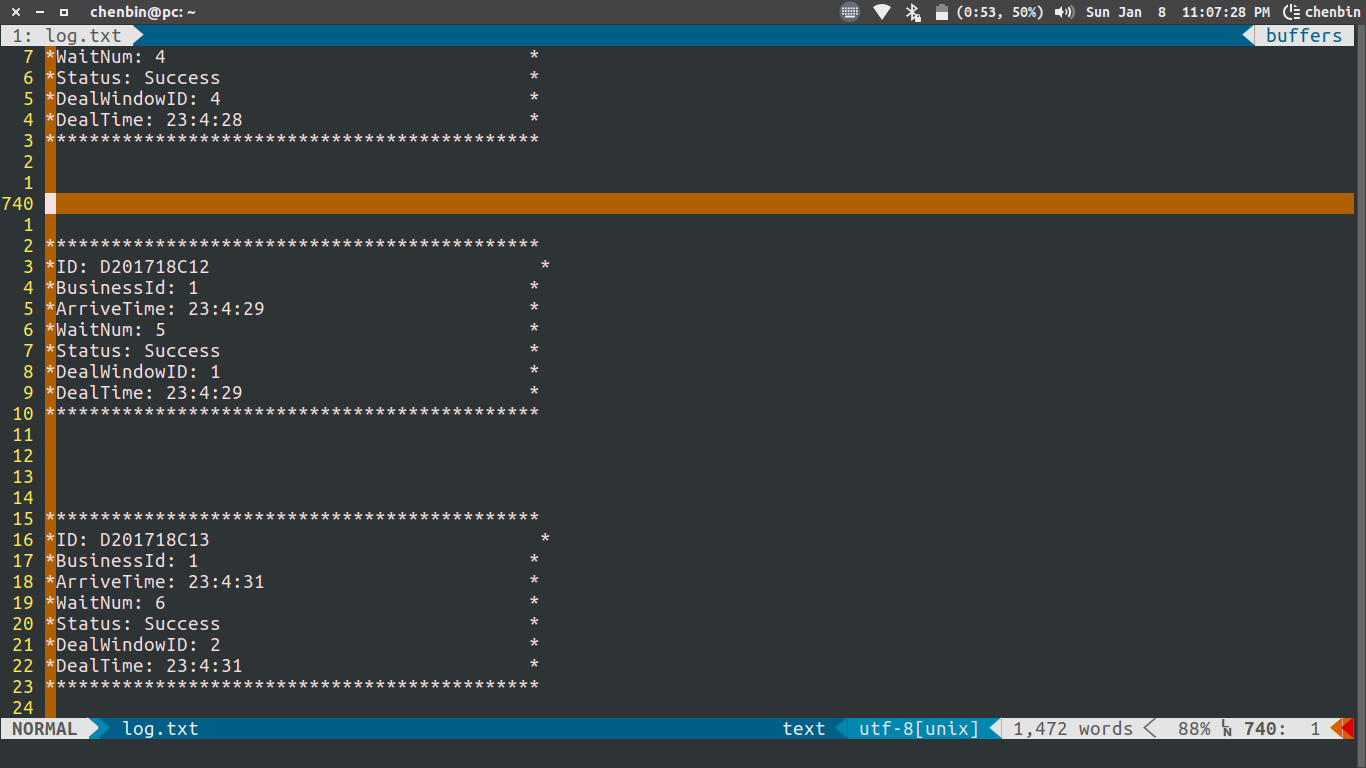 chenbin@pc: ~ (0:53, 50%) Sun Jan 8 11:07:28 PM chenbin
1: log.txt buffers
7 *WaitNum: 4 *
6 *Status: Success *
5 *DealWindowID: 4 *
4 *DealTime: 23:4:28 *
3 *********************************************
2
1
740
1
2 *********************************************
3 *ID: D201718C12 *
4 *BusinessId: 1 *
5 *ArriveTime: 23:4:29 *
6 *WaitNum: 5 *
7 *Status: Success *
8 *DealWindowID: 1 *
9 *DealTime: 23:4:29 *
10 *********************************************
11
12
13
14
15 *********************************************
16 *ID: D201718C13 *
17 *BusinessId: 1 *
18 *ArriveTime: 23:4:31 *
19 *WaitNum: 6 *
20 *Status: Success *
21 *DealWindowID: 2 *
22 *DealTime: 23:4:31 *
23 *********************************************
24
NORMAL log.txt text utf-8[unix] 1,472 words 88% LN 740: 1